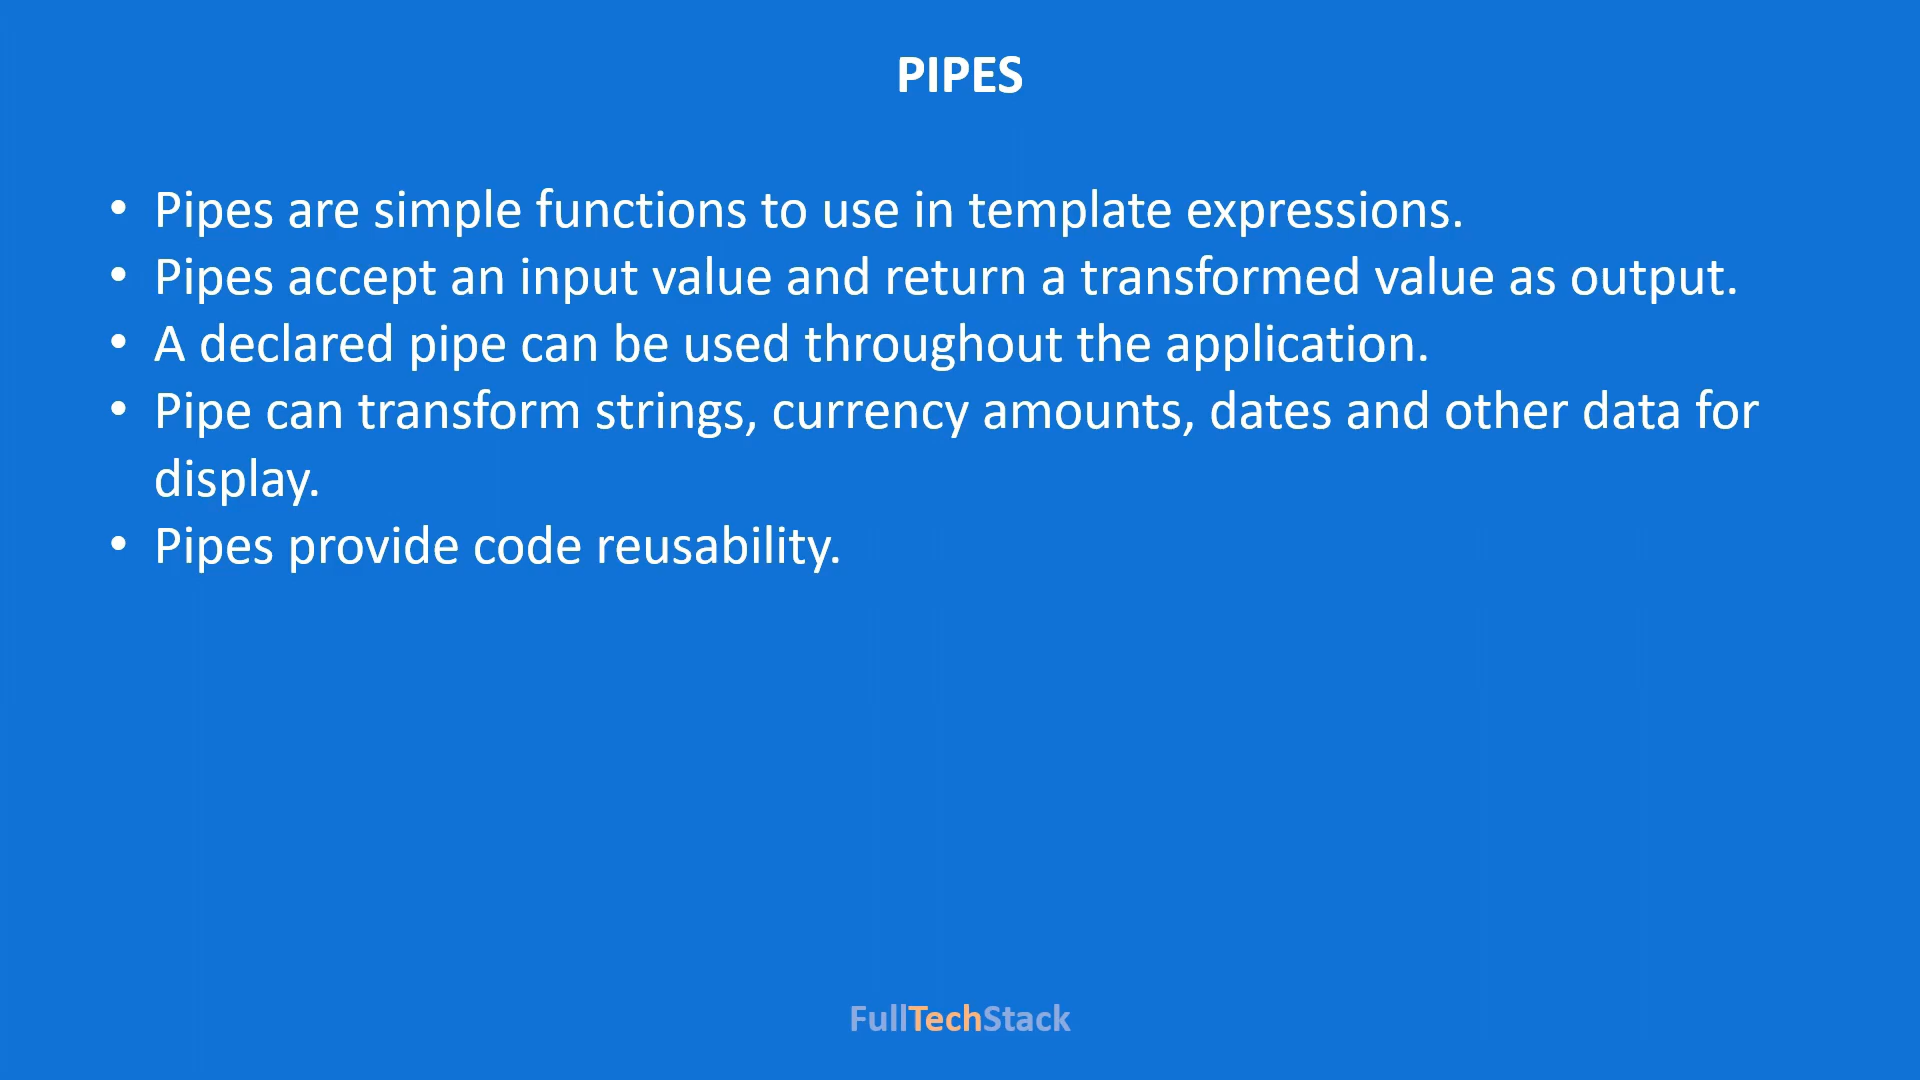 PIPES
• Pipes are simple functions to use in template expressions.
• Pipes accept an input value and return a transformed value as output.
• A declared pipe can be used throughout the application.
• Pipe can transform strings, currency amounts, dates and other data for
display.
• Pipes provide code reusability.
FullTechStack